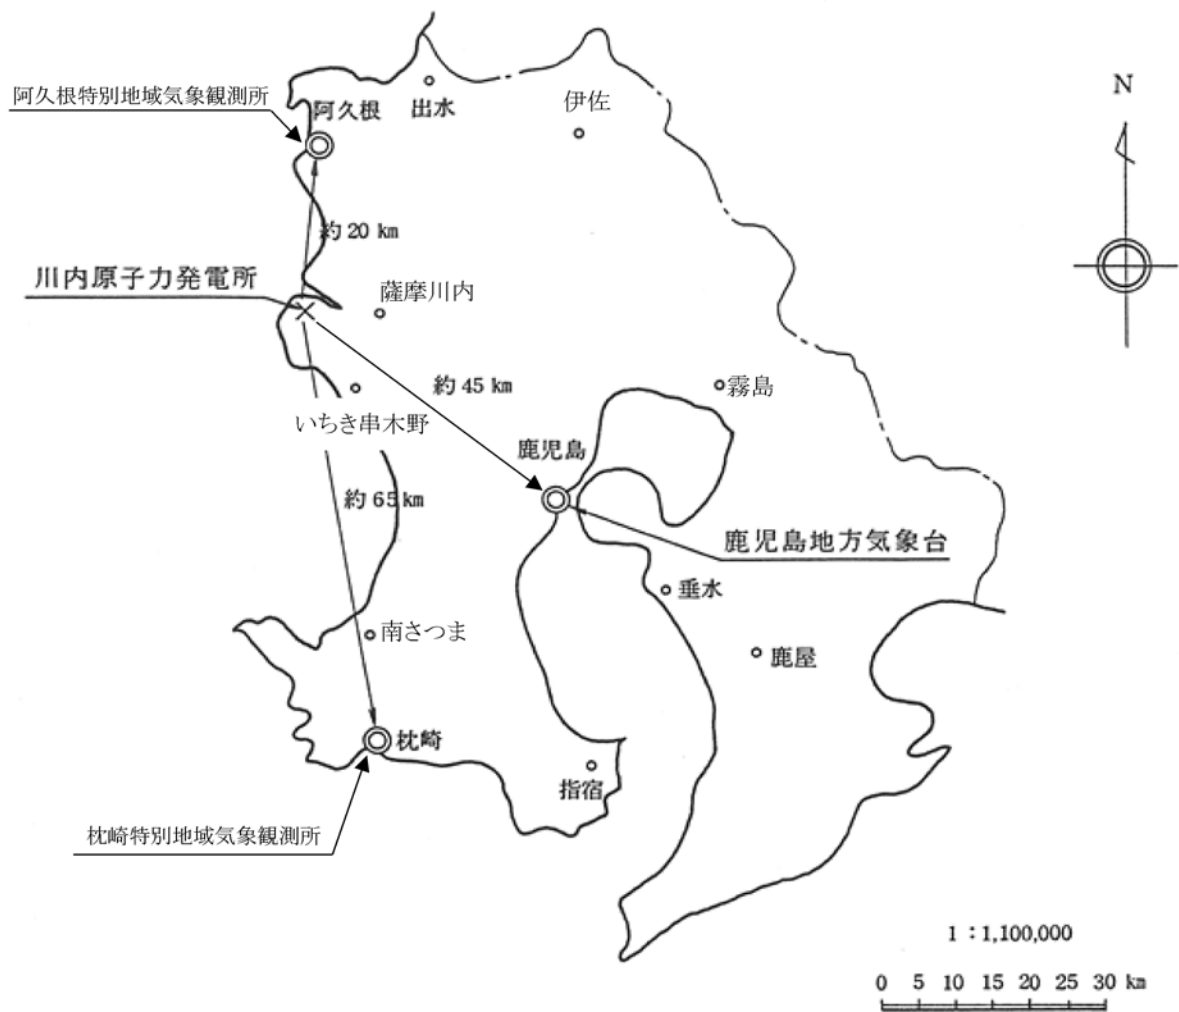 N
阿久根特別地域気象観測所
阿久根
出水
伊佐
約 20 km
川内原子力発電所
薩摩川内
約 45 km
霧島
いちき串木野
鹿児島
約 65 km
鹿児島地方気象台
垂水
南さつま
鹿屋
枕崎
指宿
枕崎特別地域気象観測所
1 : 1,100,000
0 5 10 15 20 25 30 km